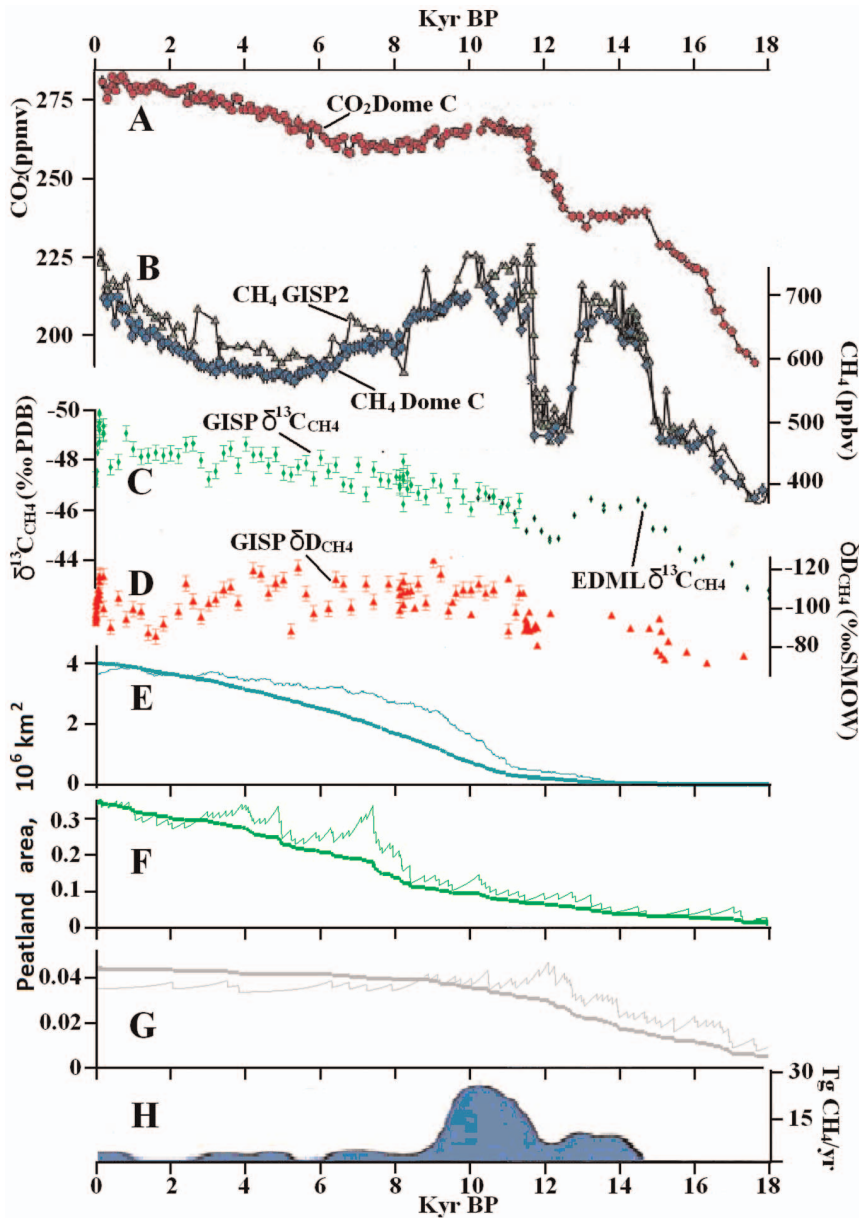 Kyr BP
0 2 4 6 8 10 12 14 16 18
CO2(ppmv)
275
250
225
200
A
CO2Dome C
B
CH4 GISP2
CH4 Dome C
700
600
500
400
CH4(ppbv)
δ13CCH4(‰ PDB)
-50
-48
-46
-44
GISP δ13CCH4
C
EDML δ13CCH4
GISP δDCH4
D
-120
-100
-80
δDCH4(‰SMOW)
Peatland area, 10⁶ km²
4
2
0
E
0.3
0.2
0.1
0
F
0.04
0.02
0
G
H
30
15
Tg CH4/yr
0 2 4 6 8 10 12 14 16 18
Kyr BP